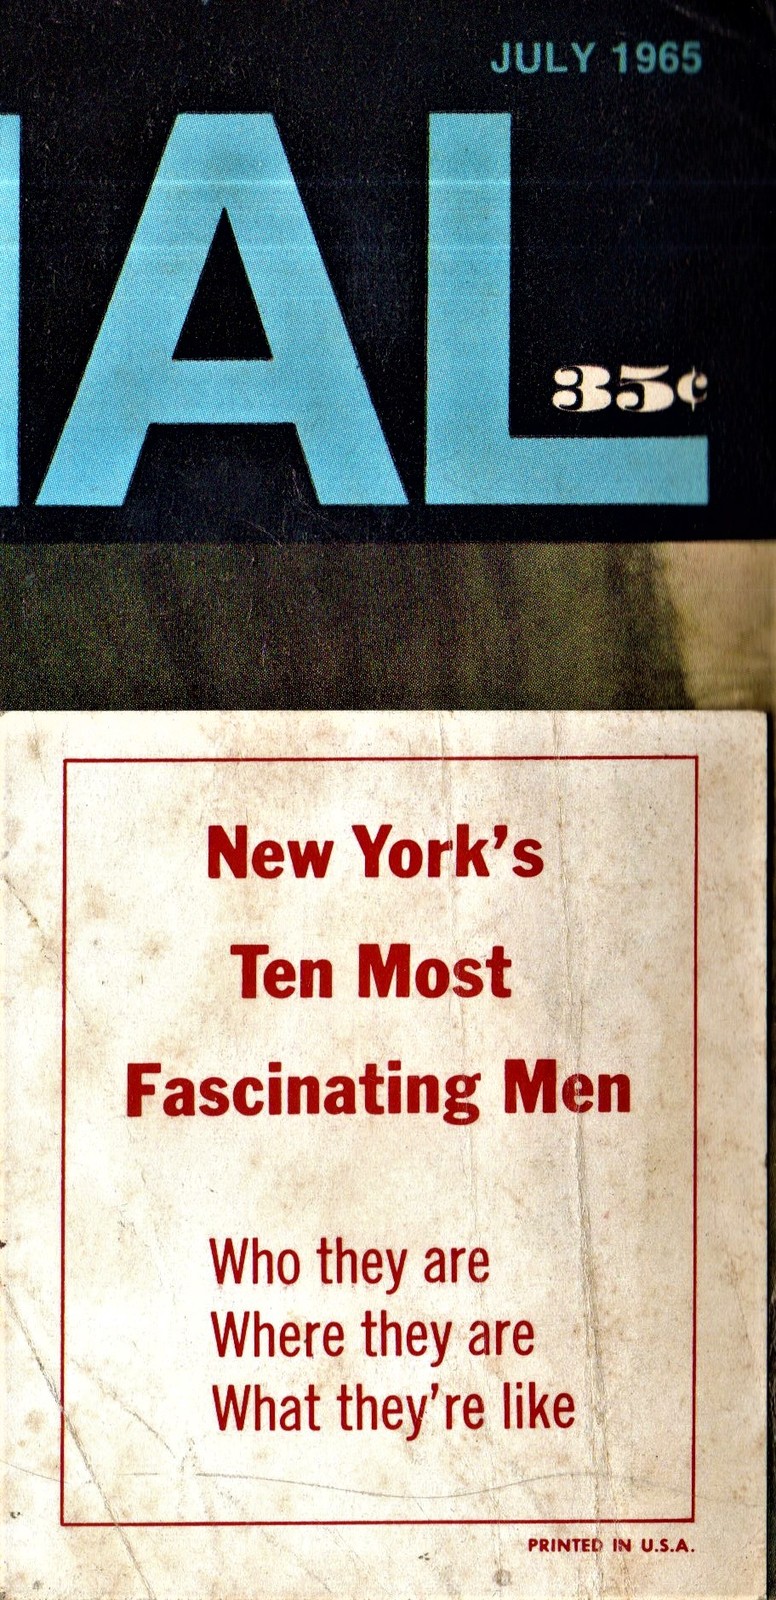 JULY 1965
AL
35¢
New York's
Ten Most
Fascinating Men
Who they are
Where they are
What they're like
PRINTED IN U.S.A.